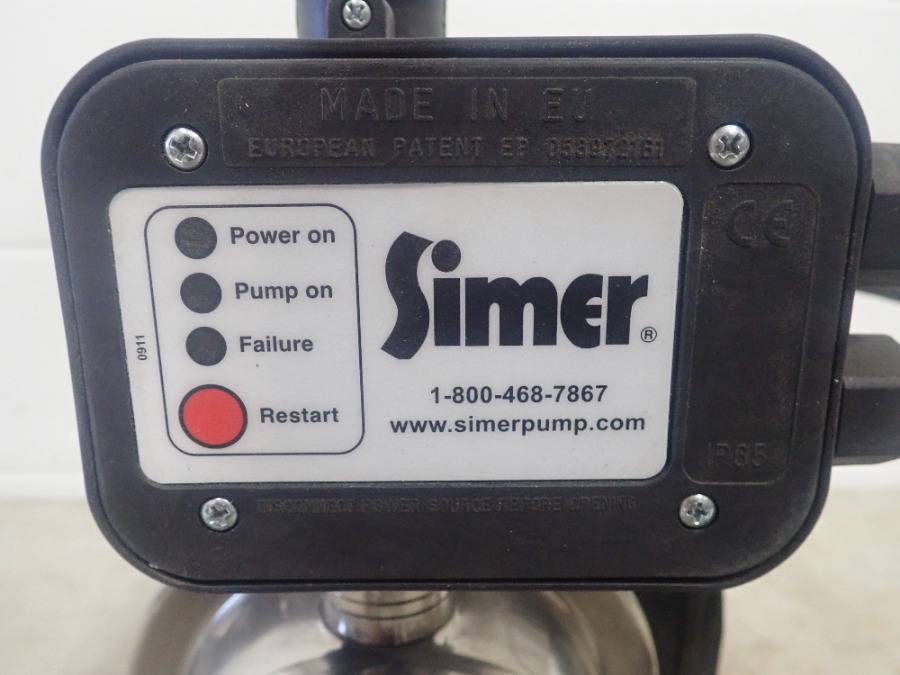 MADE IN EU
EUROPEAN PATENT EP
CE
Power on
Pump on
Failure
Restart
0911
Simer®
1-800-468-7867
www.simerpump.com
IP65
DISCONNECT POWER SOURCE BEFORE OPENING